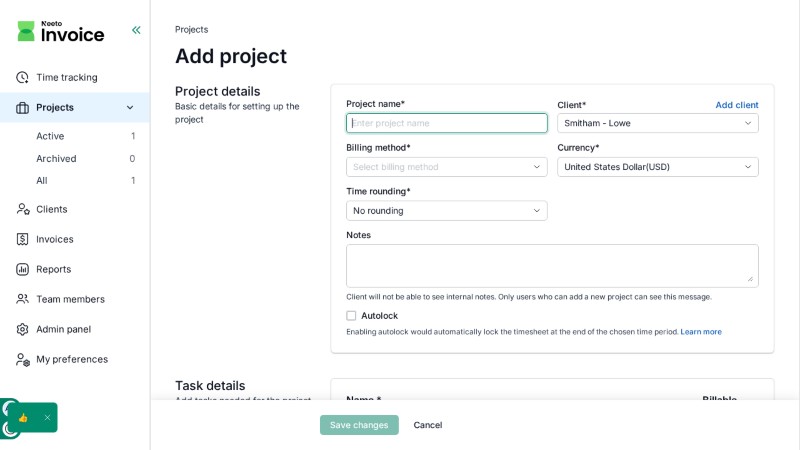 Neeto
Invoice
Time tracking
Projects
Active 1
Archived 0
All 1
Clients
Invoices
Reports
Team members
Admin panel
My preferences
Projects
Add project
Project details
Basic details for setting up the
project
Project name*
Enter project name
Client*
Add client
Smitham - Lowe
Billing method*
Select billing method
Currency*
United States Dollar(USD)
Time rounding*
No rounding
Notes
Client will not be able to see internal notes. Only users who can add a new project can see this message.
Autolock
Enabling autolock would automatically lock the timesheet at the end of the chosen time period. Learn more
Task details
Add tasks needed for the project
Name *
Billable
Save changes
Cancel